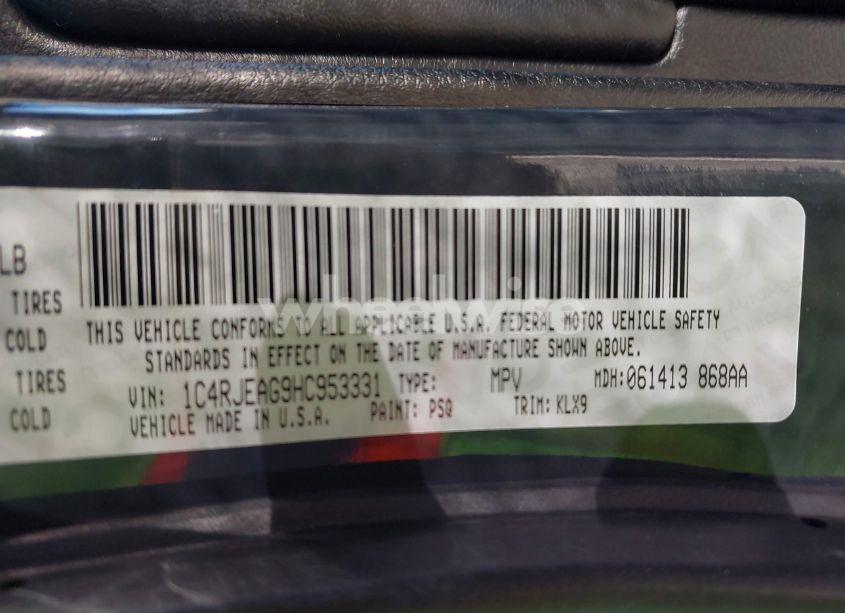 LB
TIRES
COLD
TIRES
COLD
THIS VEHICLE CONFORMS TO ALL APPLICABLE U.S.A. FEDERAL MOTOR VEHICLE SAFETY
STANDARDS IN EFFECT ON THE DATE OF MANUFACTURE SHOWN ABOVE.
VIN: 1C4RJEAG9HC953331 TYPE: MPV MDH:061413 868AA
VEHICLE MADE IN U.S.A. PAINT: PSQ TRIM: KLX9
wheelwire